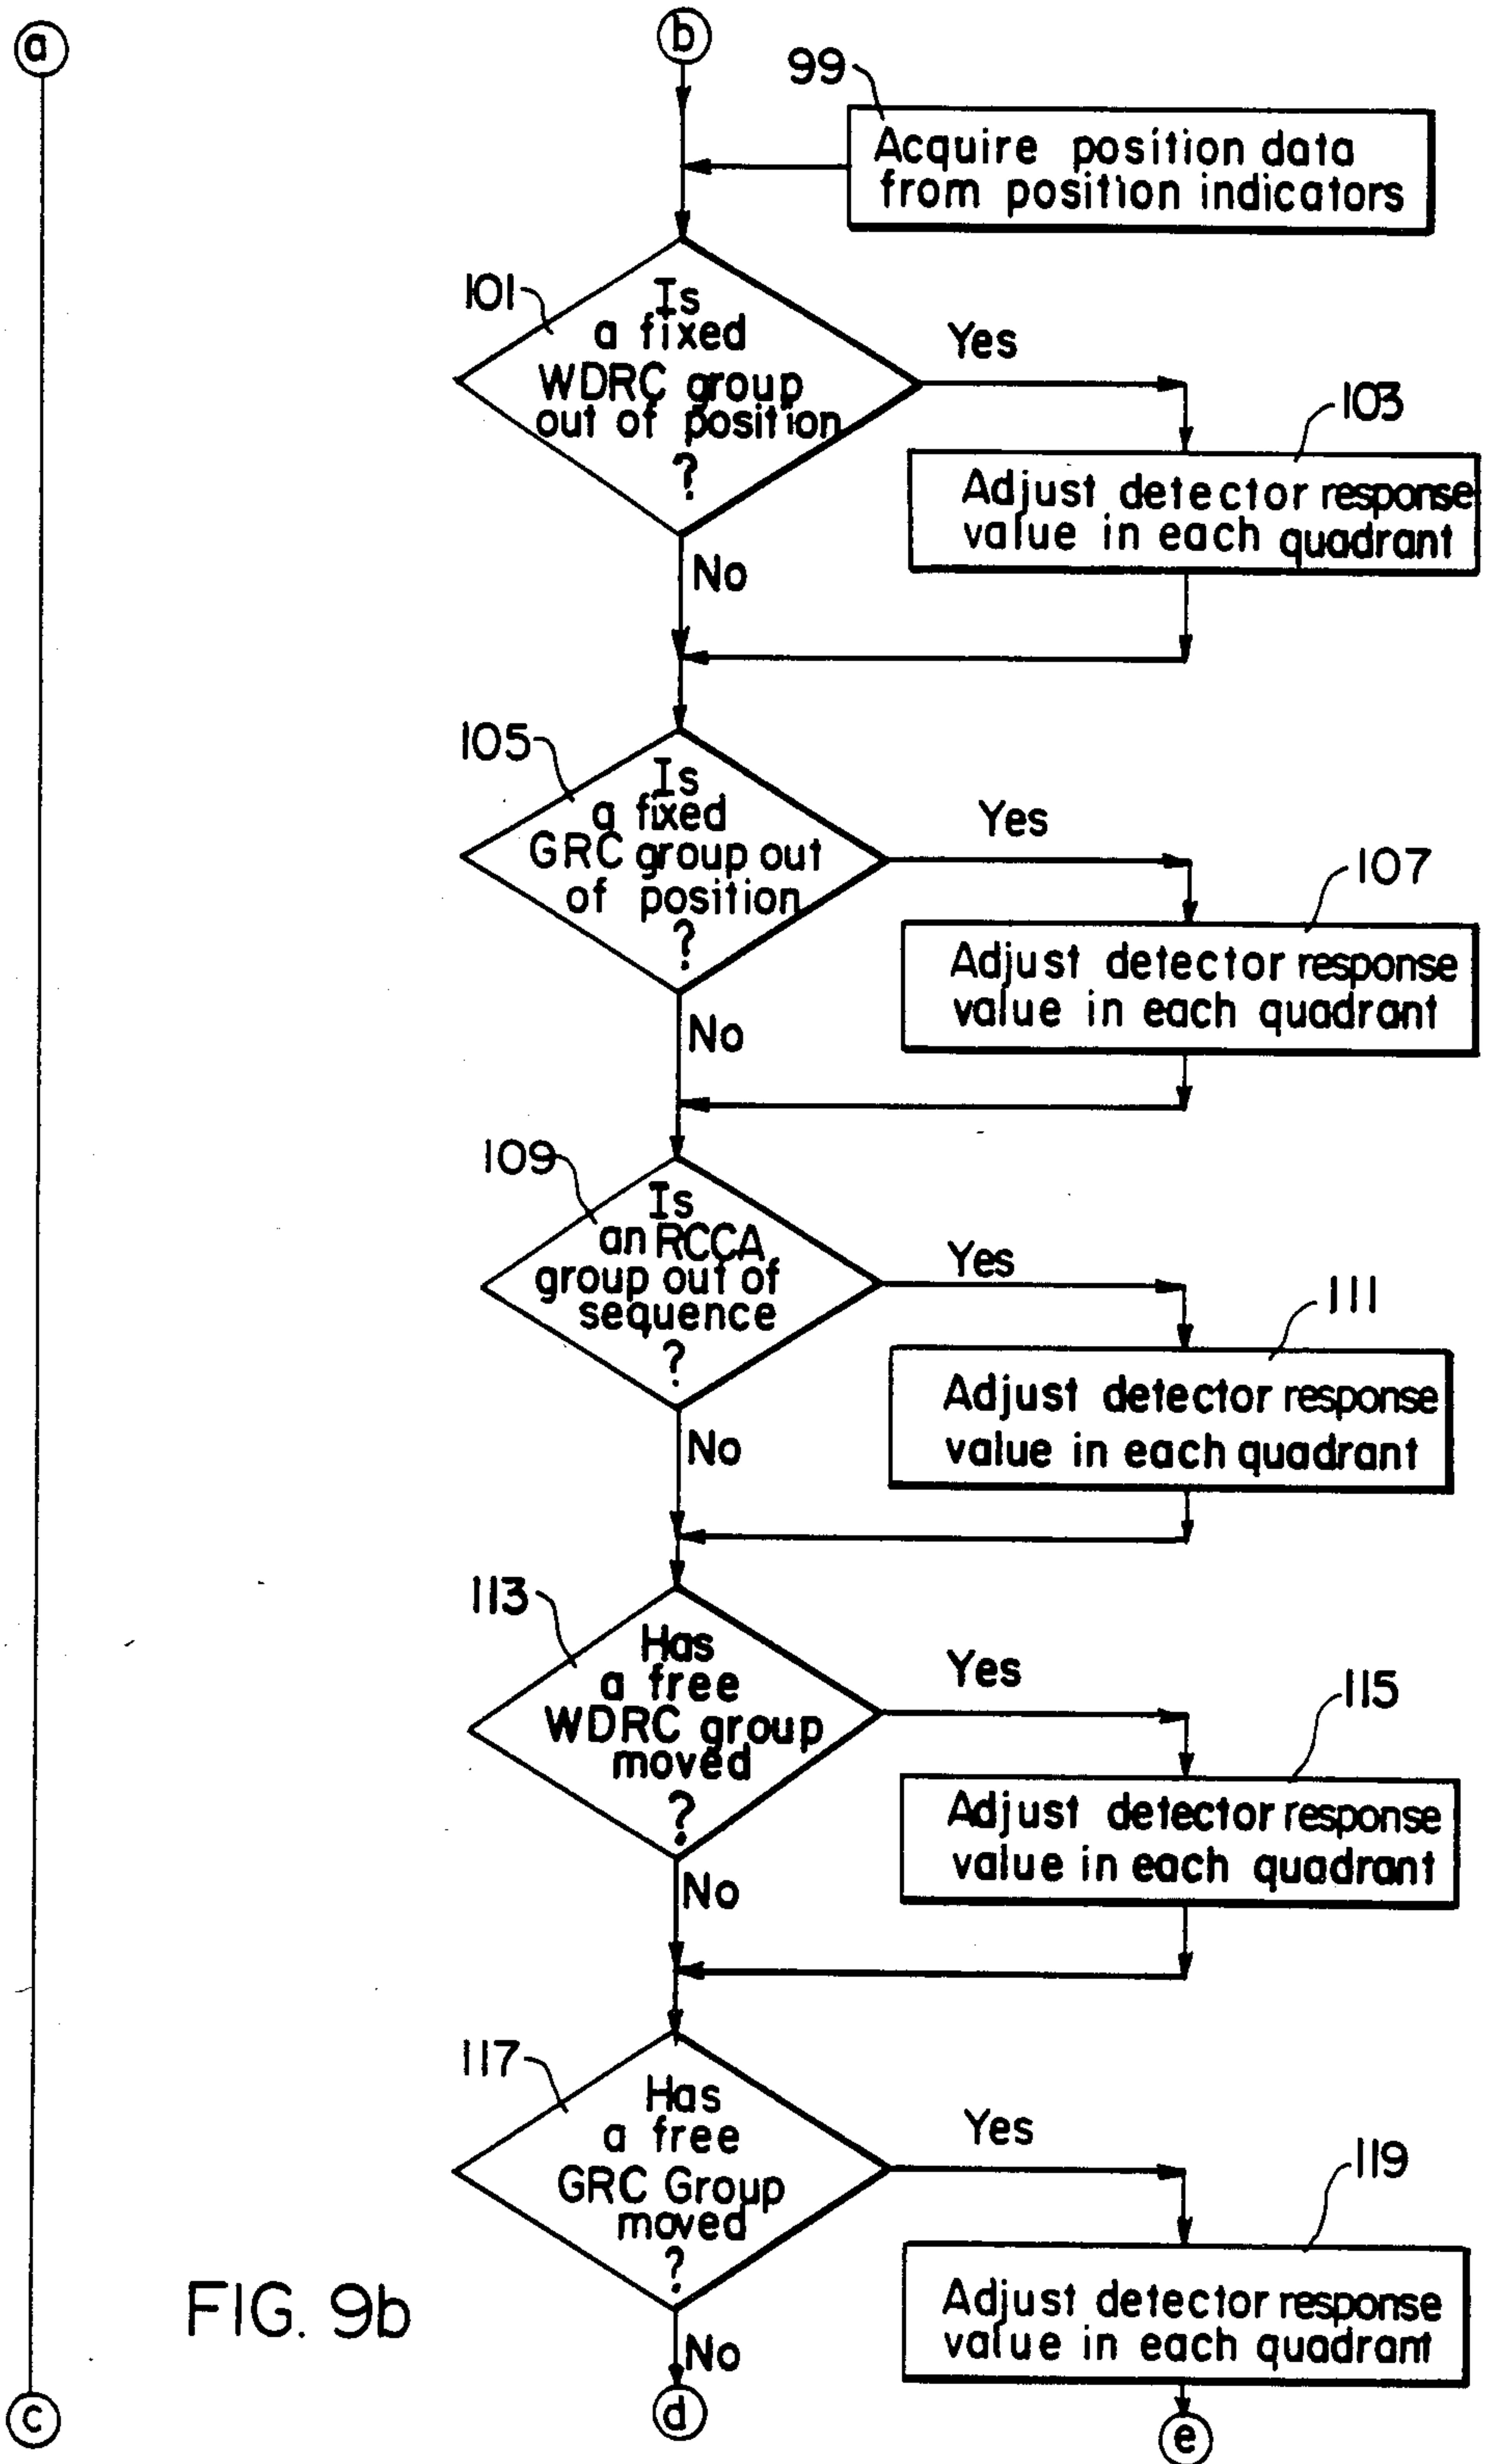 a
b
99
Acquire position data
from position indicators
101
Is
a fixed
WDRC group
out of position
?
Yes
103
Adjust detector response
value in each quadrant
No
105
Is
a fixed
GRC group out
of position
?
Yes
107
Adjust detector response
value in each quadrant
No
109
Is
an RCCA
group out of
sequence
?
Yes
111
Adjust detector response
value in each quadrant
No
113
Has
a free
WDRC group
moved
?
Yes
115
Adjust detector response
value in each quadrant
No
117
Has
a free
GRC Group
moved
?
Yes
119
Adjust detector response
value in each quadrant
No
FIG. 9b
c
d
e